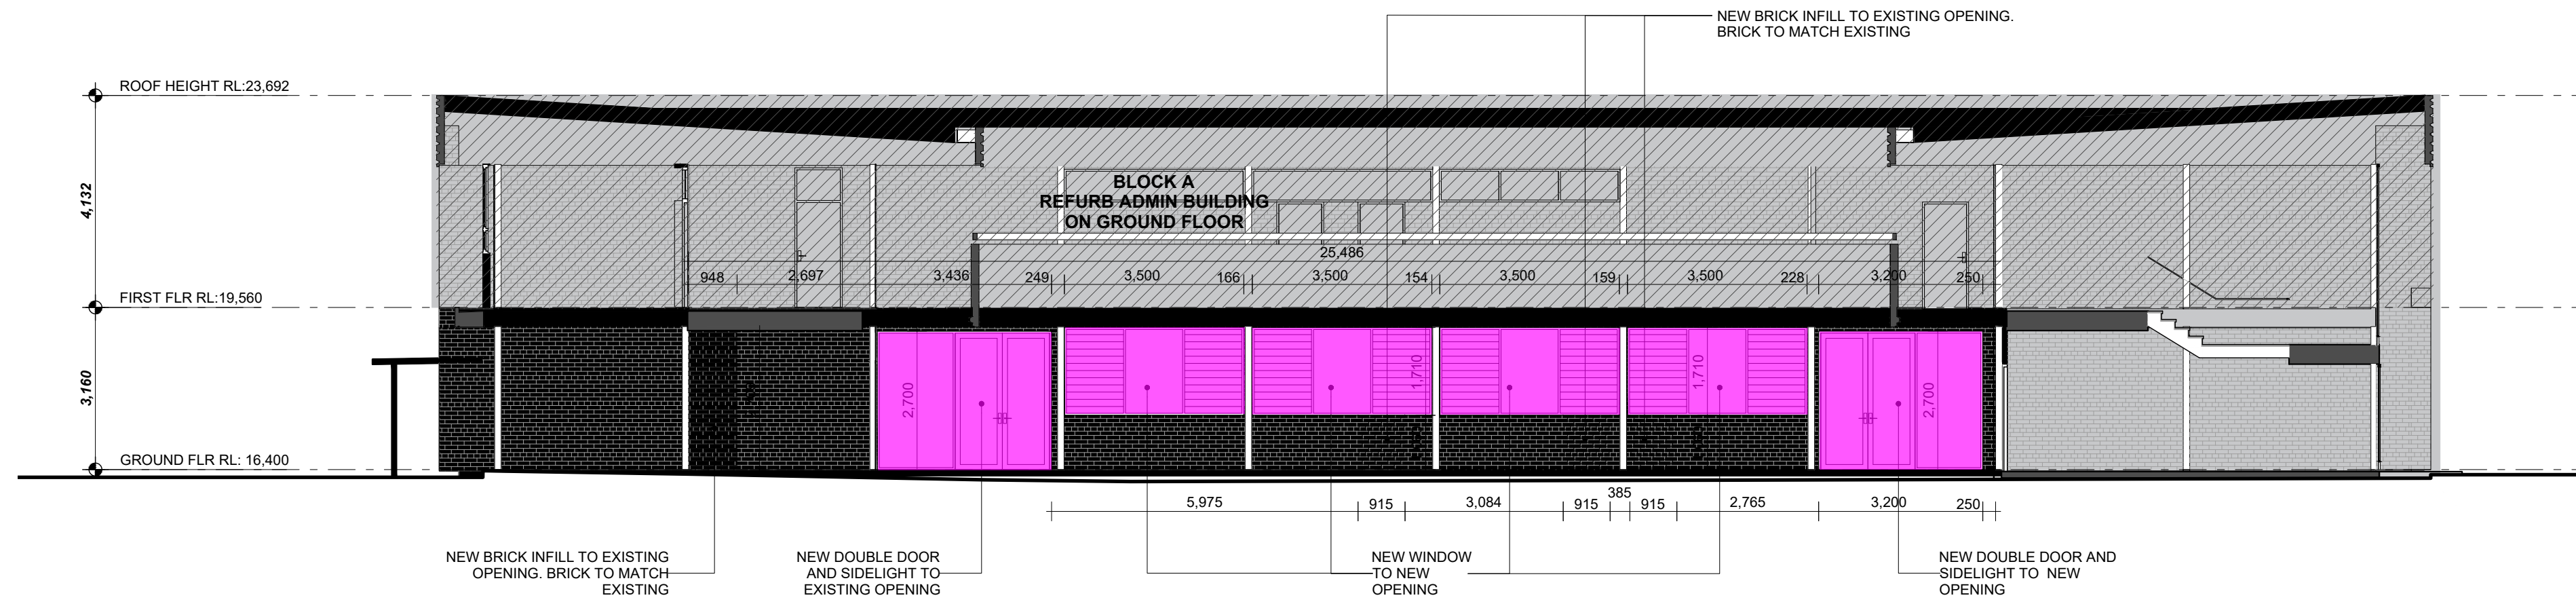 NEW BRICK INFILL TO EXISTING OPENING.
BRICK TO MATCH EXISTING
ROOF HEIGHT RL:23,692
4,132
BLOCK A
REFURB ADMIN BUILDING
ON GROUND FLOOR
25,486
948 2,697 3,436 249 3,500 166 3,500 154 3,500 159 3,500 228 3,200 250
FIRST FLR RL:19,560
3,160
2,700 1,710 1,710 2,700
GROUND FLR RL: 16,400
385
5,975 915 3,084 915 915 2,765 3,200 250
NEW BRICK INFILL TO EXISTING
OPENING. BRICK TO MATCH
EXISTING
NEW DOUBLE DOOR
AND SIDELIGHT TO
EXISTING OPENING
NEW WINDOW
TO NEW
OPENING
NEW DOUBLE DOOR AND
SIDELIGHT TO NEW
OPENING